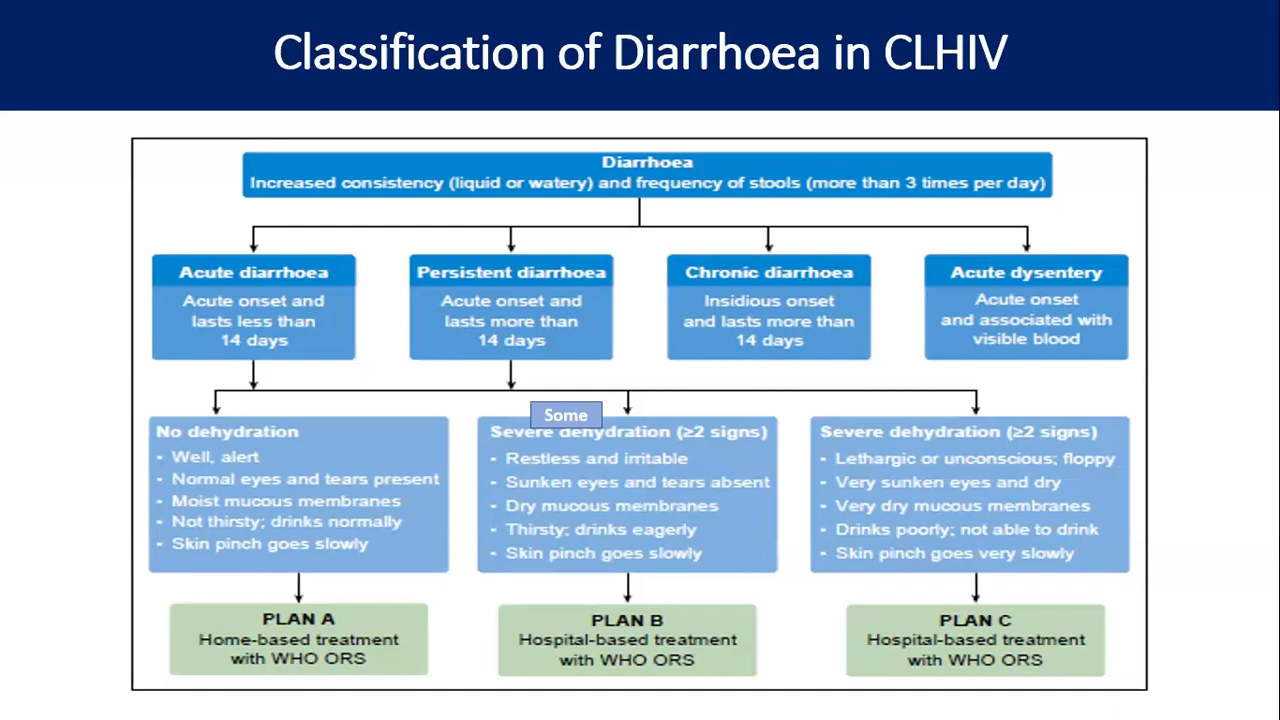 Classification of Diarrhoea in CLHIV
Diarrhoea
Increased consistency (liquid or watery) and frequency of stools (more than 3 times per day)
Acute diarrhoea
Acute onset and
lasts less than
14 days
Persistent diarrhoea
Acute onset and
lasts more than
14 days
Chronic diarrhoea
Insidious onset
and lasts more than
14 days
Acute dysentery
Acute onset
and associated with
visible blood
No dehydration
- Well, alert
- Normal eyes and tears present
- Moist mucous membranes
- Not thirsty; drinks normally
- Skin pinch goes slowly
Some
Severe dehydration (≥2 signs)
- Restless and irritable
- Sunken eyes and tears absent
- Dry mucous membranes
- Thirsty; drinks eagerly
- Skin pinch goes slowly
Severe dehydration (≥2 signs)
- Lethargic or unconscious; floppy
- Very sunken eyes and dry
- Very dry mucous membranes
- Drinks poorly; not able to drink
- Skin pinch goes very slowly
PLAN A
Home-based treatment
with WHO ORS
PLAN B
Hospital-based treatment
with WHO ORS
PLAN C
Hospital-based treatment
with WHO ORS